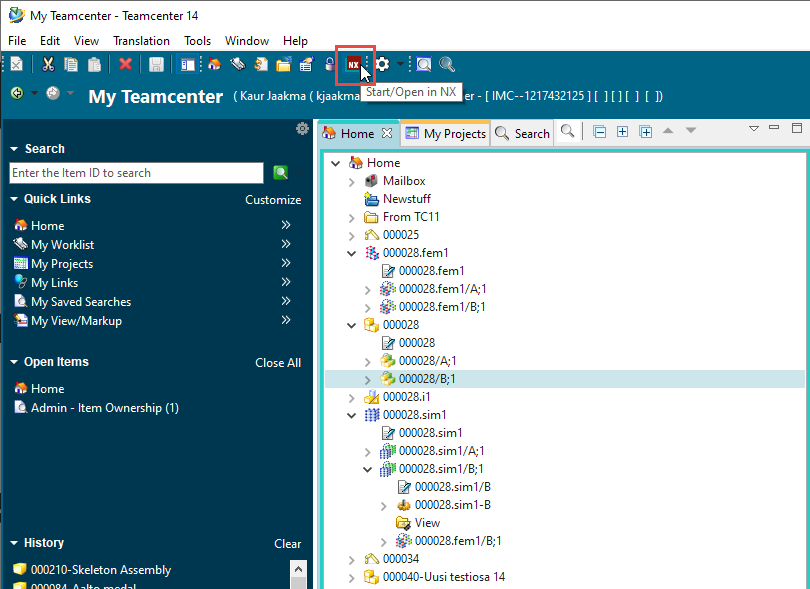 My Teamcenter - Teamcenter 14
File Edit View Translation Tools Window Help
NX
Start/Open in NX
My Teamcenter ( Kaur Jaakma ( kjaakma er - [ IMC--1217432125 ] [ ] [ ] [ ] [ ])
Search
Enter the Item ID to search
Quick Links Customize
Home
My Worklist
My Projects
My Links
My Saved Searches
My View/Markup
Open Items Close All
Home
Admin - Item Ownership (1)
History Clear
000210-Skeleton Assembly
000084-Aalto modal
Home My Projects Search
Home
Mailbox
Newstuff
From TC11
000025
000028.fem1
000028.fem1
000028.fem1/A;1
000028.fem1/B;1
000028
000028
000028/A;1
000028/B;1
000028.i1
000028.sim1
000028.sim1
000028.sim1/A;1
000028.sim1/B;1
000028.sim1/B
000028.sim1-B
View
000028.fem1/B;1
000034
000040-Uusi testiosa 14